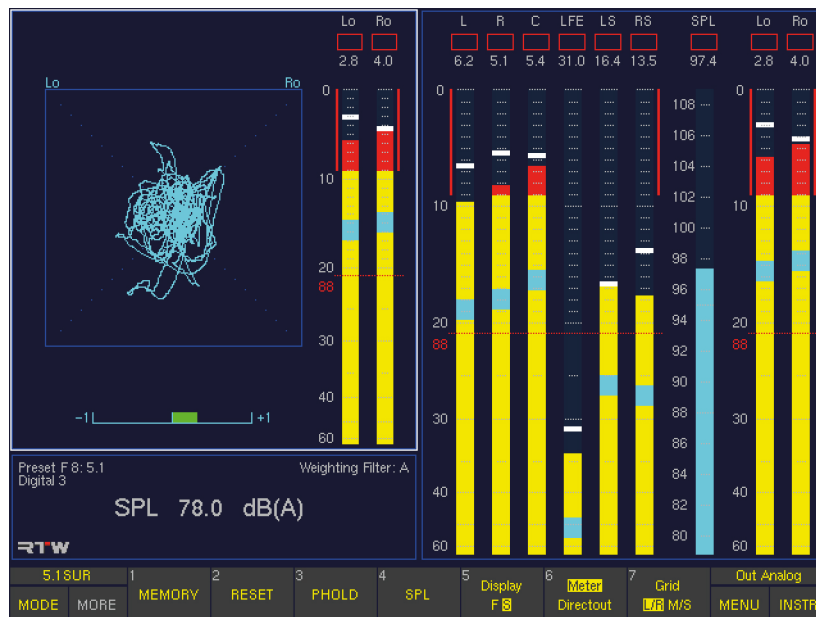 Lo Ro
2.8 4.0
Lo Ro
0
10
20
88
30
40
60
-1 +1
L R C LFE LS RS SPL Lo Ro
6.2 5.1 5.4 31.0 16.4 13.5 97.4 2.8 4.0
0 108 0
106
104
102
10 100 10
98
96
20 94 20
88 92 88
90
88
30 86 30
84
40 82 40
80
60 60
Preset F 8: 5.1 Weighting Filter: A
Digital 3
SPL 78.0 dB(A)
RTW
5.1SUR 1 MEMORY 2 RESET 3 PHOLD 4 SPL 5 Display 6 Meter 7 Grid Out Analog
MODE MORE F S Directout L/R M/S MENU INSTR